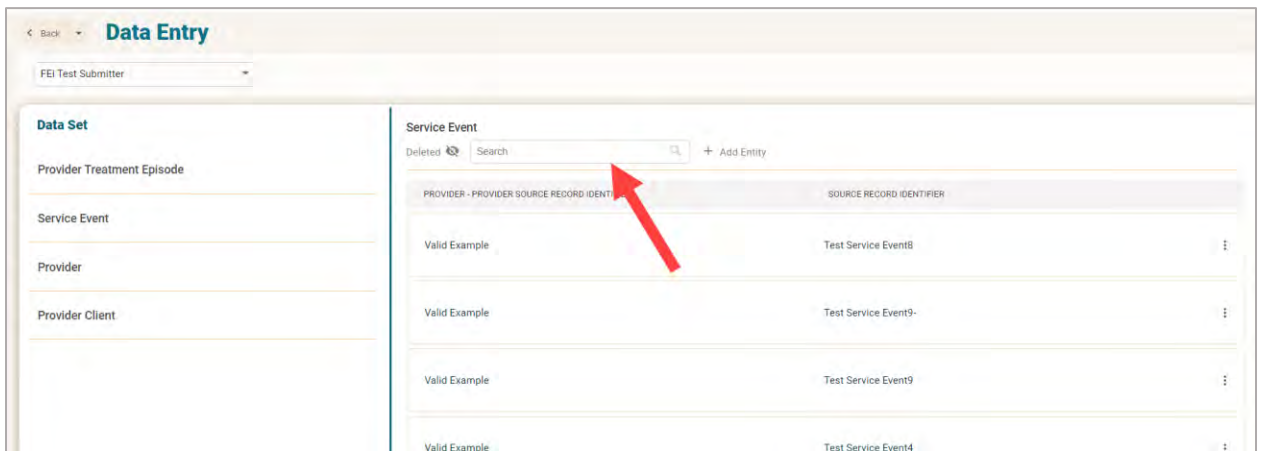 Back
Data Entry
FEI Test Submitter
Data Set
Provider Treatment Episode
Service Event
Provider
Provider Client
Service Event
Deleted Search + Add Entity
PROVIDER - PROVIDER SOURCE RECORD SOURCE RECORD IDENTIFIER
Valid Example Test Service Event8
Valid Example Test Service Event9-
Valid Example Test Service Event9
Valid Example Test Service Event4